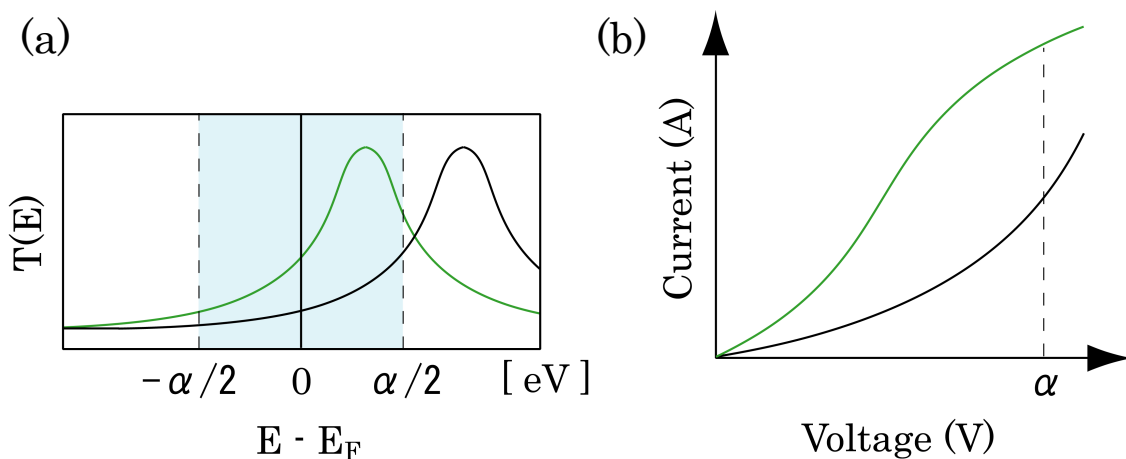 (a)
T(E)
-α/2 0 α/2 [eV]
E - E_F
(b)
Current (A)
α
Voltage (V)